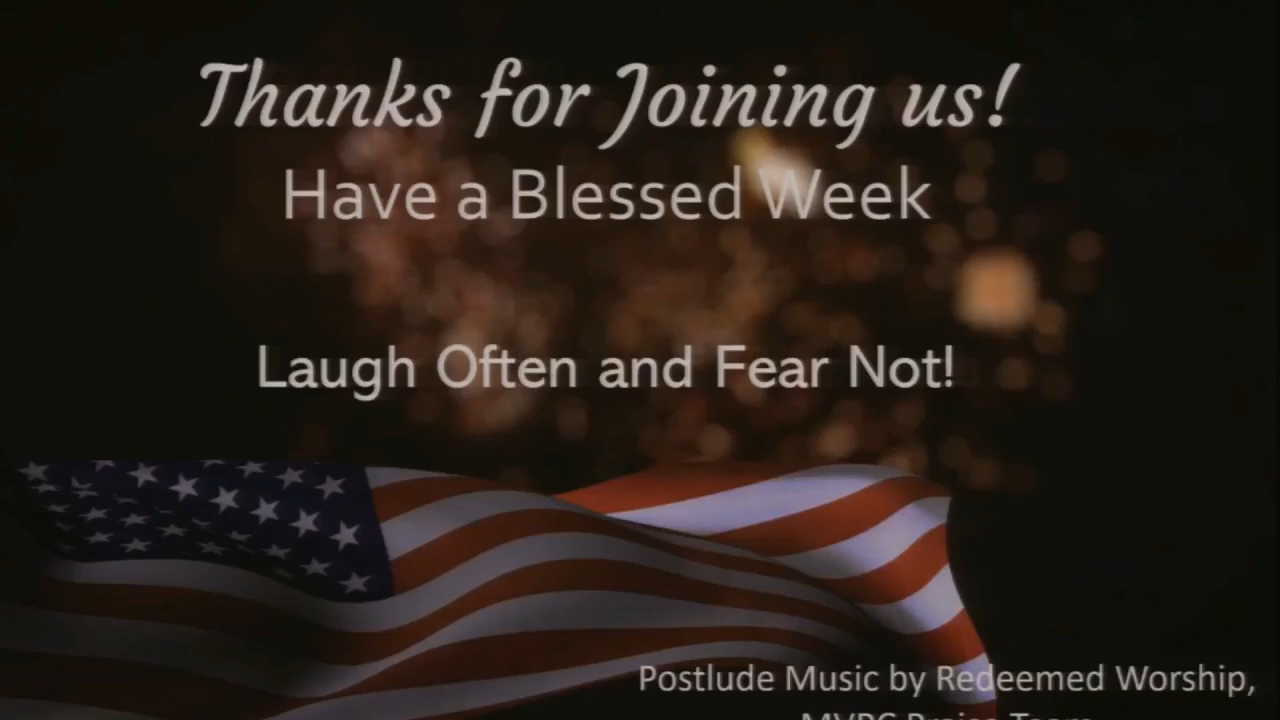 Thanks for Joining us!
Have a Blessed Week
Laugh Often and Fear Not!
Postlude Music by Redeemed Worship,